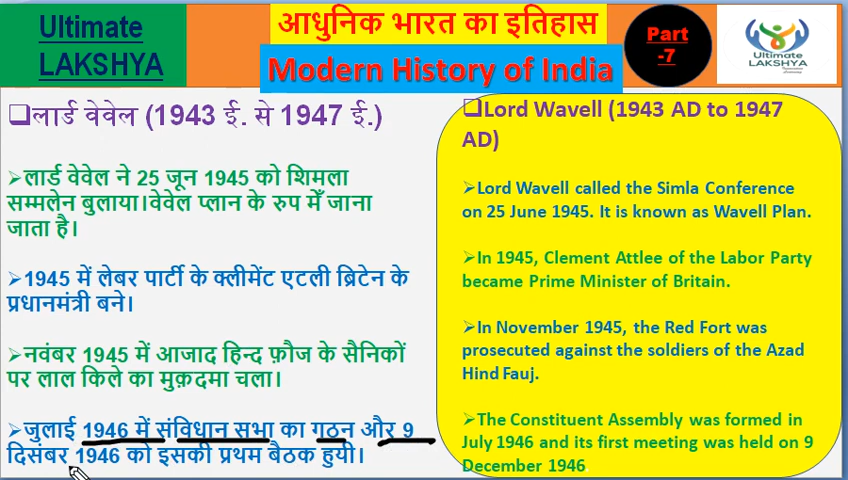 Ultimate
LAKSHYA
आधुनिक भारत का इतिहास
Modern History of India
Part
-7
Ultimate
LAKSHYA
लार्ड वेवेल (1943 ई. से 1947 ई.)
लार्ड वेवेल ने 25 जून 1945 को शिमला
सम्मलेन बुलाया।वेवेल प्लान के रुप मेँ जाना
जाता है।
1945 में लेबर पार्टी के क्लीमेंट एटली ब्रिटेन के
प्रधानमंत्री बने।
नवंबर 1945 में आजाद हिन्द फ़ौज के सैनिकों
पर लाल किले का मुक़दमा चला।
जुलाई 1946 में संविधान सभा का गठन और 9
दिसंबर 1946 को इसकी प्रथम बैठक हुयी।
Lord Wavell (1943 AD to 1947
AD)
Lord Wavell called the Simla Conference
on 25 June 1945. It is known as Wavell Plan.
In 1945, Clement Attlee of the Labor Party
became Prime Minister of Britain.
In November 1945, the Red Fort was
prosecuted against the soldiers of the Azad
Hind Fauj.
The Constituent Assembly was formed in
July 1946 and its first meeting was held on 9
December 1946